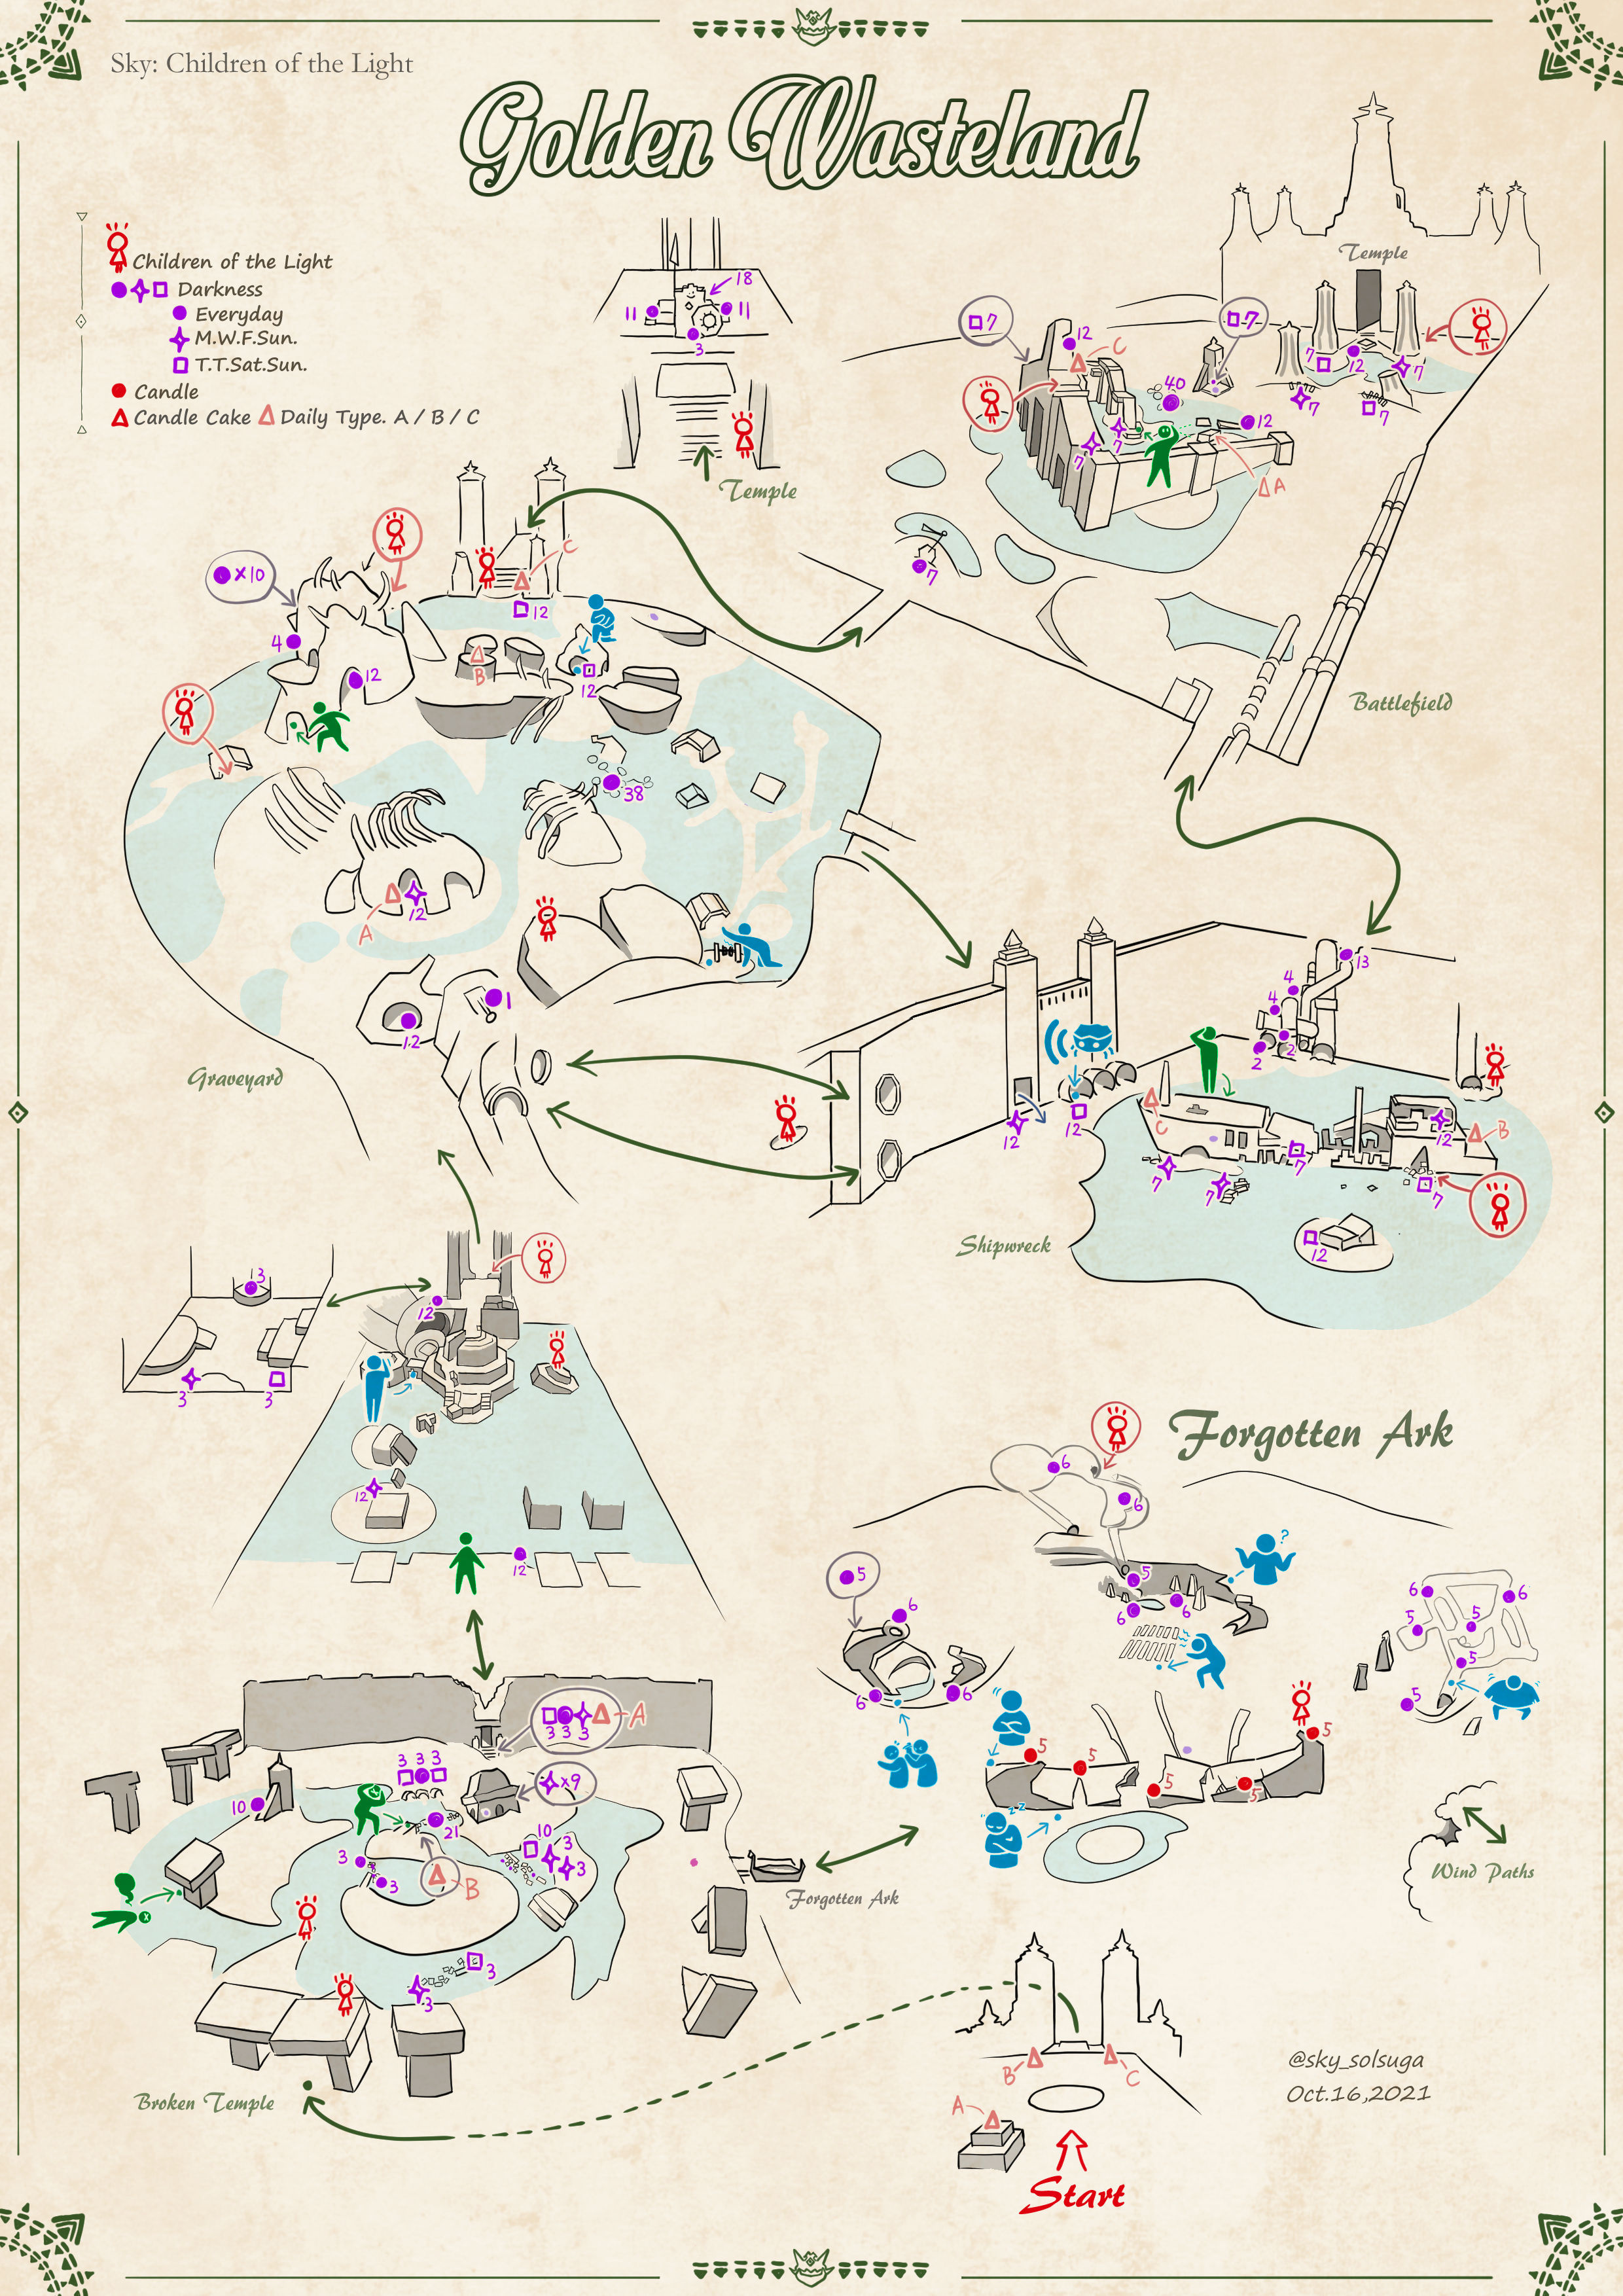 Sky: Children of the Light
Golden Wasteland
Children of the Light
Darkness
Everyday
M.W.F.Sun.
T.T.Sat.Sun.
Candle
Candle Cake Daily Type. A / B / C
18
11
11
3
Temple
Temple
7
7
12
C
40
12
7
7
A
7
12
7
7
7
7
Battlefield
×10
4
12
C
12
B
12
38
A
12
1
12
Graveyard
13
4
4
2
2
12
12
C
7
7
7
12
B
7
12
Shipwreck
3
3
3
12
12
12
Forgotten Ark
6
6
5
6
6
5
6
6
6
6
6
5
5
5
5
5
5
5
5
5
Wind Paths
3 3 3
A
×9
3 3 3
10
21
10
3
3
3
3
B
3
3
Forgotten Ark
Broken Temple
B
C
A
Start
@sky_solsuga
Oct.16,2021